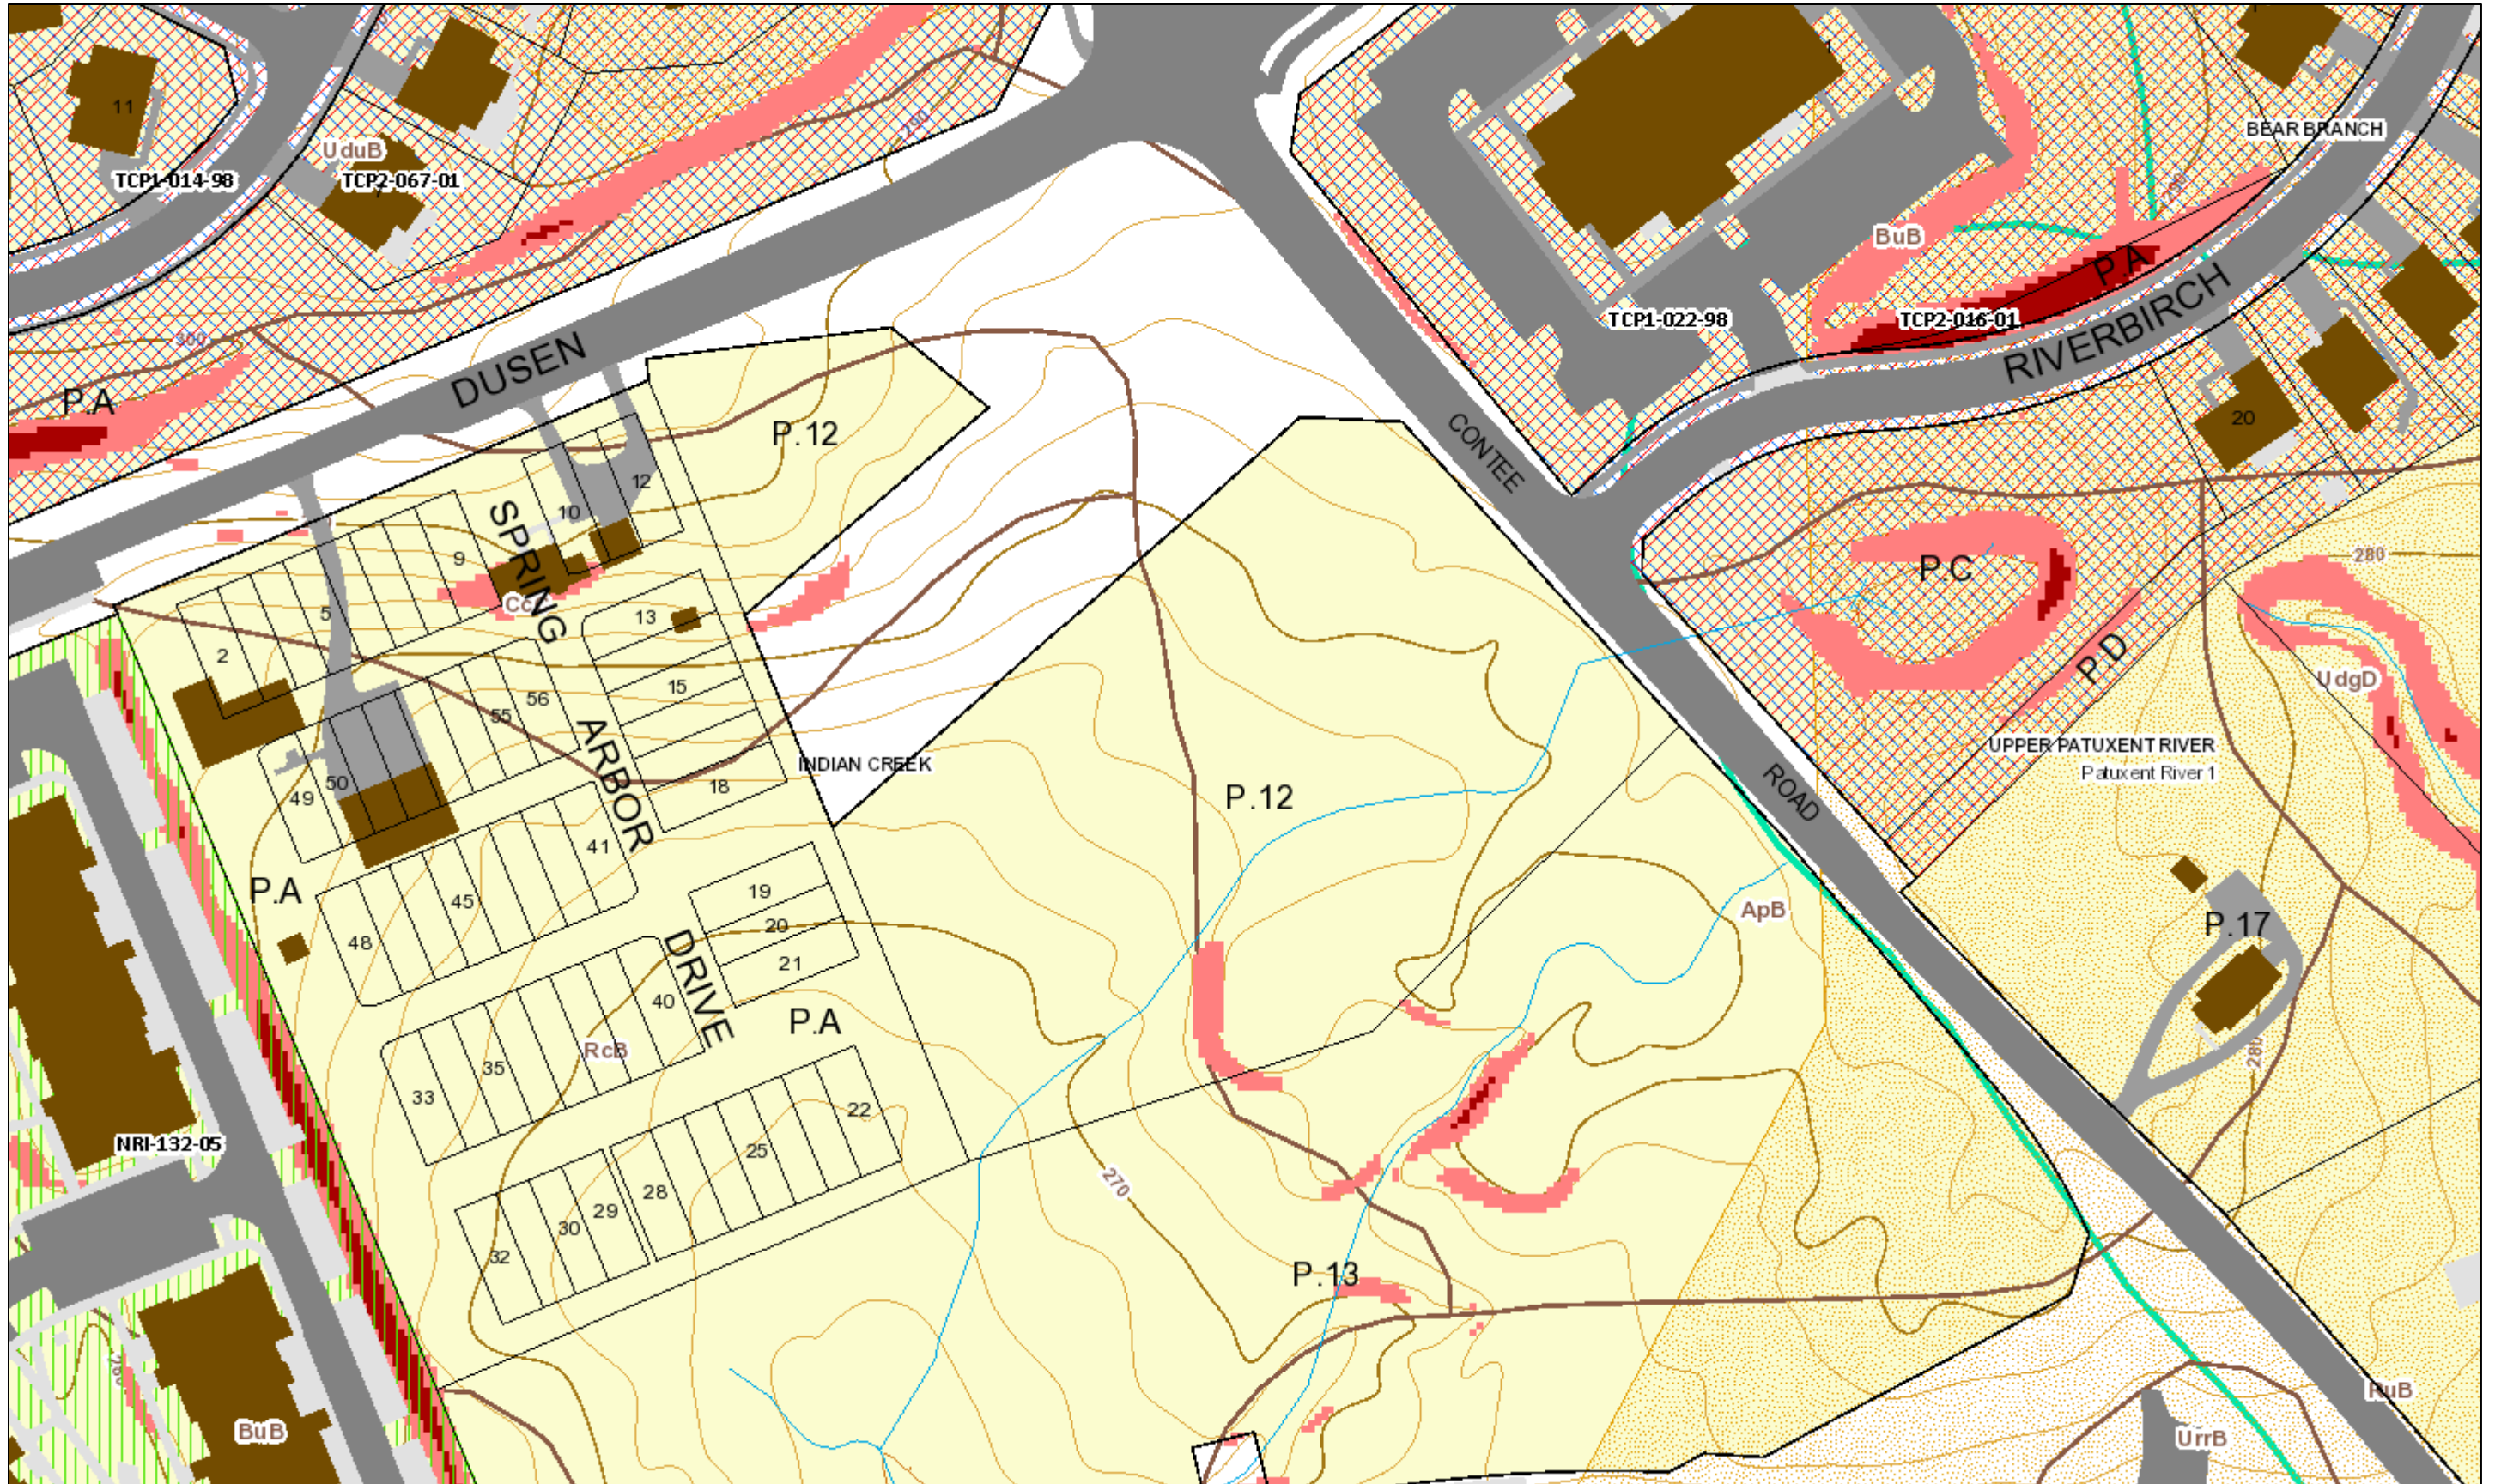 11
UduB
TCP1-014-98
TCP2-067-01
7
290
BEAR BRANCH
BuB
290
P.A
TCP1-022-98
TCP2-016-01
RIVERBIRCH
300
DUSEN
P.A
P.12
CONTEE
20
12
10
SPRING
9
280
P.C
Cc
5
13
P.D
2
15
UdgD
56
55
ARBOR
UPPER PATUXENT RIVER
Patuxent River 1
INDIAN CREEK
50
49
18
P.12
ROAD
41
P.A
19
45
ApB
20
P.17
48
21
DRIVE
40
P.A
RcB
35
280
33
22
NRI-132-05
25
270
28
29
30
32
P.13
RuB
BuB
UrrB